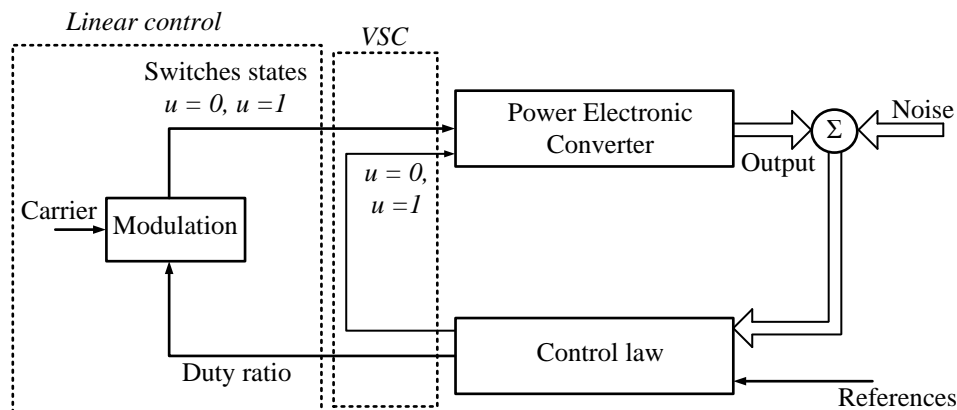 Linear control
VSC
Switches states
u = 0, u =1
Power Electronic
Converter
Σ
Noise
Output
u = 0,
u =1
Carrier
Modulation
Control law
Duty ratio
References